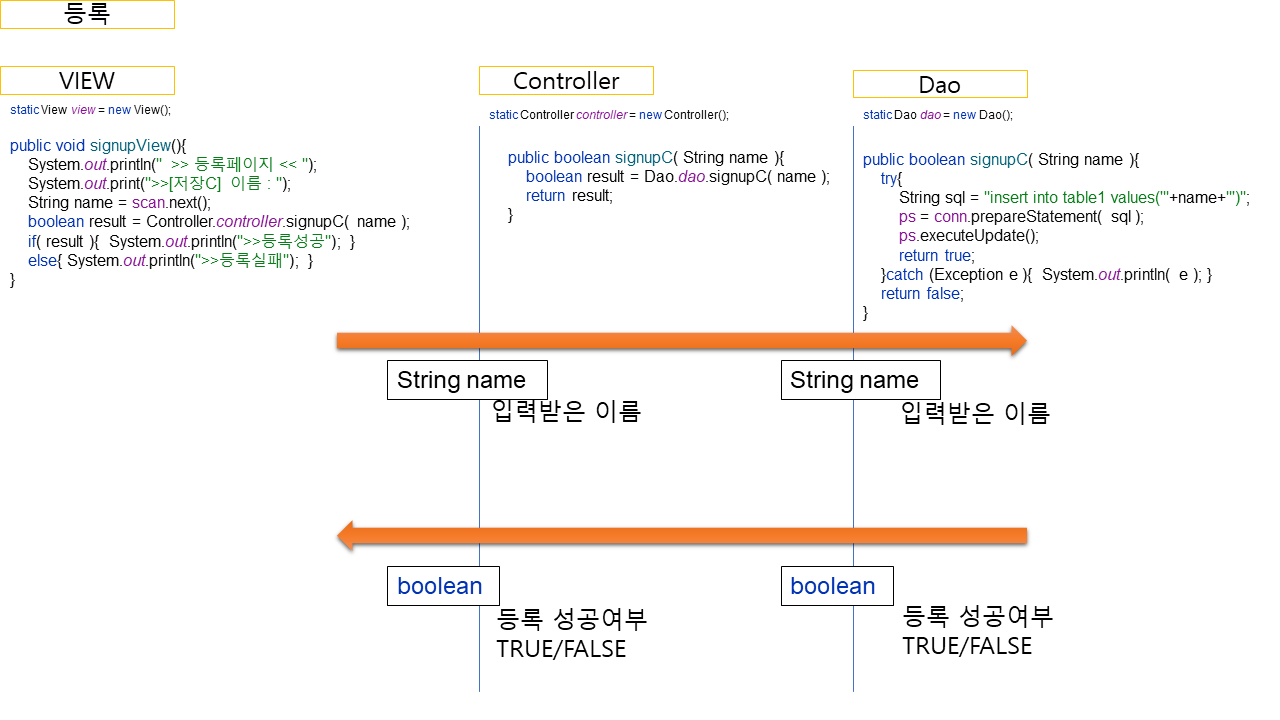 등록
VIEW
static View view = new View();
public void signupView(){
System.out.println(" >> 등록페이지 << ");
System.out.print(">>[저장C] 이름 : ");
String name = scan.next();
boolean result = Controller.controller.signupC( name );
if( result ){ System.out.println(">>등록성공"); }
else{ System.out.println(">>등록실패"); }
}
Controller
static Controller controller = new Controller();
public boolean signupC( String name ){
boolean result = Dao.dao.signupC( name );
return result;
}
Dao
static Dao dao = new Dao();
public boolean signupC( String name ){
try{
String sql = "insert into table1 values('"+name+"')";
ps = conn.prepareStatement( sql );
ps.executeUpdate();
return true;
}catch (Exception e ){ System.out.println( e ); }
return false;
}
String name
입력받은 이름
String name
입력받은 이름
boolean
등록 성공여부
TRUE/FALSE
boolean
등록 성공여부
TRUE/FALSE